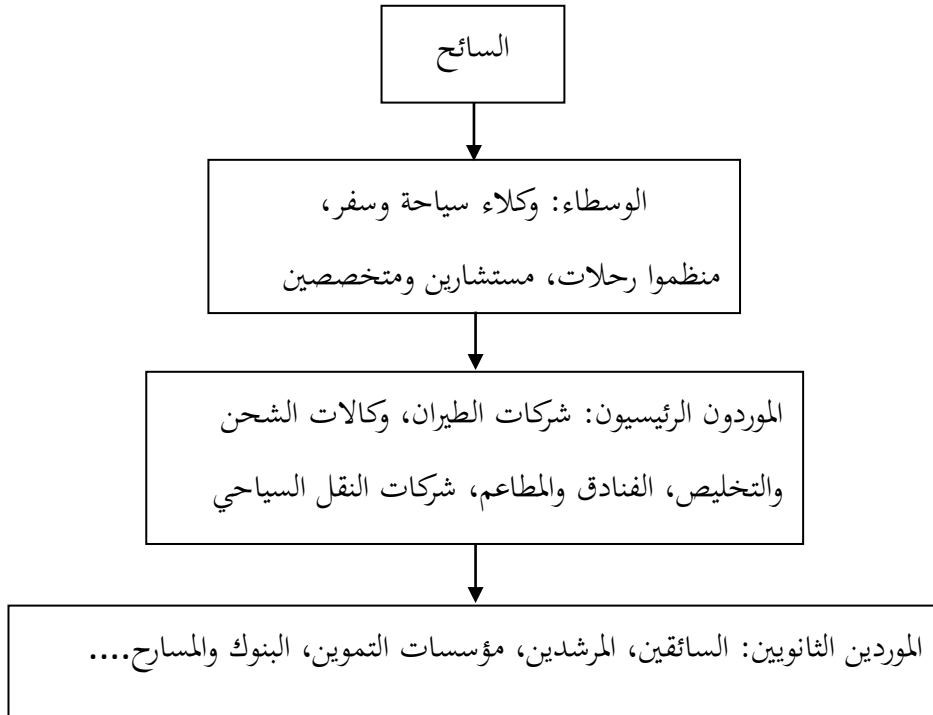 السائح
الوسطاء: وكلاء سياحة وسفر،
منظموا رحلات، مستشارين ومتخصصين
الموردون الرئيسيون: شركات الطيران، وكالات الشحن
والتخليص، الفنادق والمطاعم، شركات النقل السياحي
الموردين الثانويين: السائقين، المرشدين، مؤسسات التموين، البنوك والمسارح....